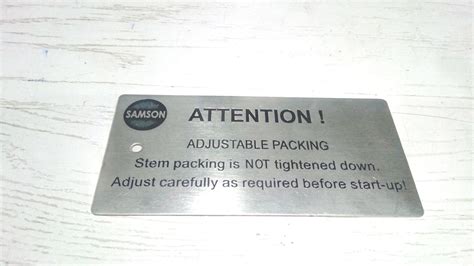 SAMSON
ATTENTION !
ADJUSTABLE PACKING
Stem packing is NOT tightened down.
Adjust carefully as required before start-up!